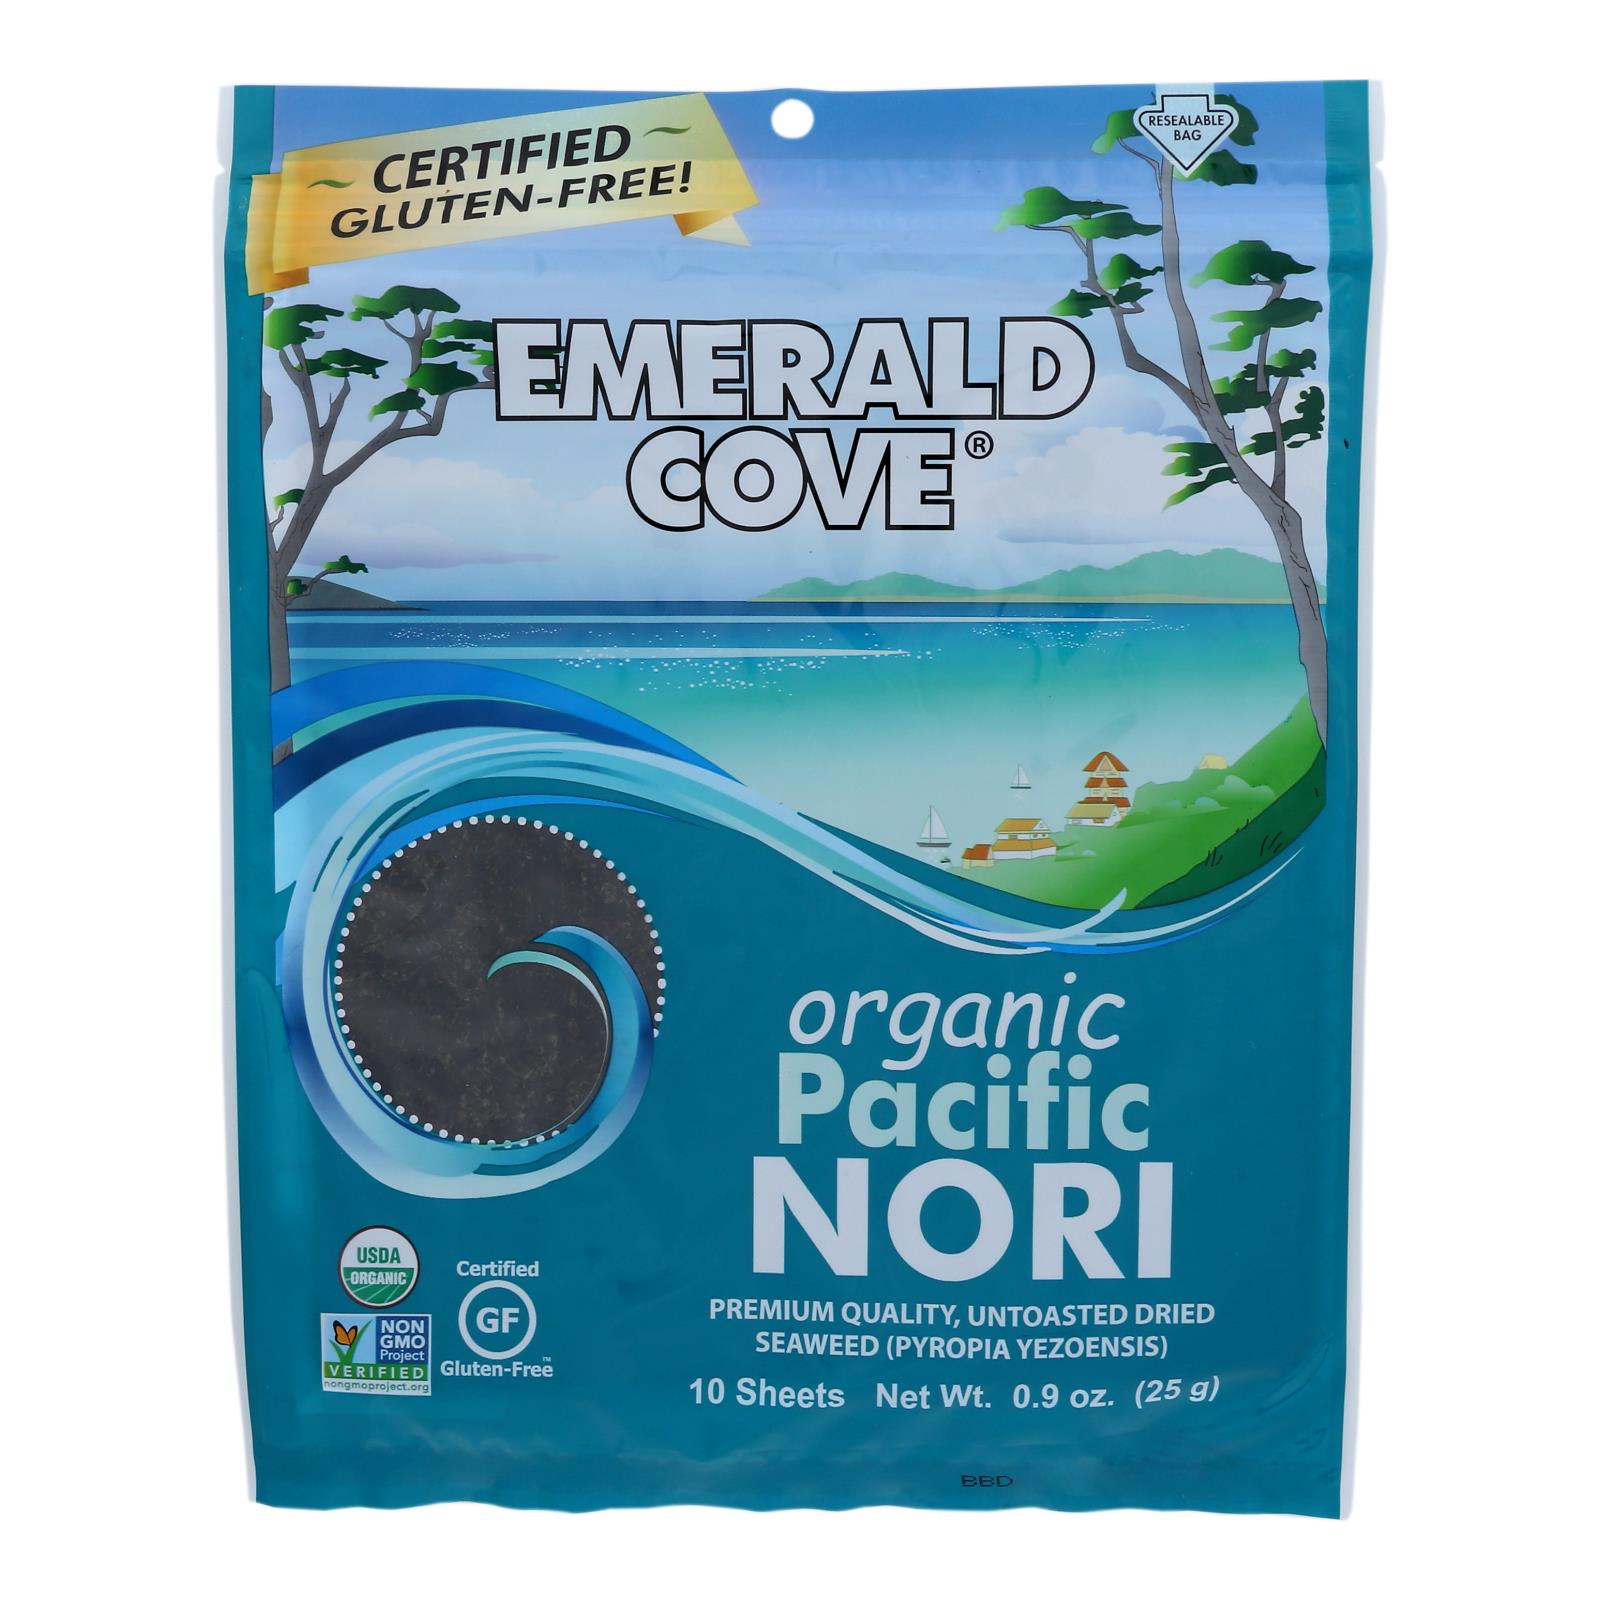 CERTIFIED
GLUTEN-FREE!
RESEALABLE
BAG
EMERALD
COVE®
organic
Pacific
NORI
PREMIUM QUALITY, UNTOASTED DRIED
SEAWEED (PYROPIA YEZOENSIS)
10 Sheets Net Wt. 0.9 oz. (25 g)
USDA
ORGANIC
NON
GMO
Project
VERIFIED
nongmoproject.org
Certified
GF
Gluten-Free™
BBD